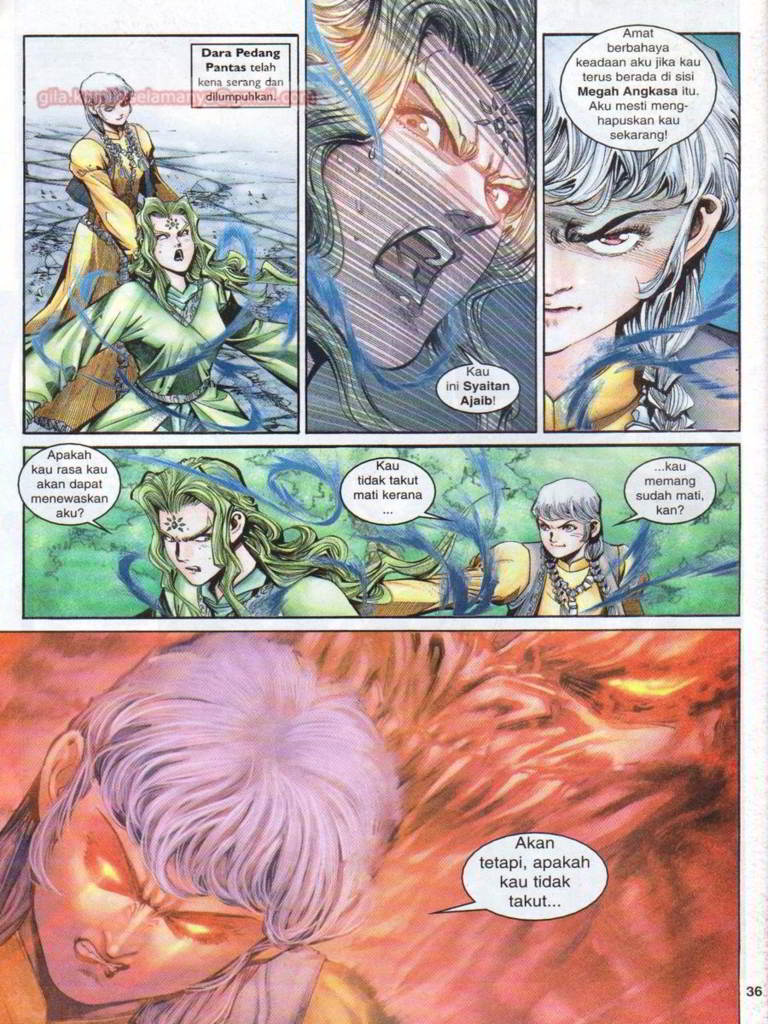 Dara Pedang
Pantas telah
kena serang dan
dilumpuhkan.
Kau
ini Syaitan
Ajaib!
Amat
berbahaya
keadaan aku jika kau
terus berada di sisi
Megah Angkasa itu.
Aku mesti meng-
hapuskan kau
sekarang!
Apakah
kau rasa kau
akan dapat
menewaskan
aku?
Kau
tidak takut
mati kerana
...
...kau
memang
sudah mati,
kan?
Akan
tetapi, apakah
kau tidak
takut...
36